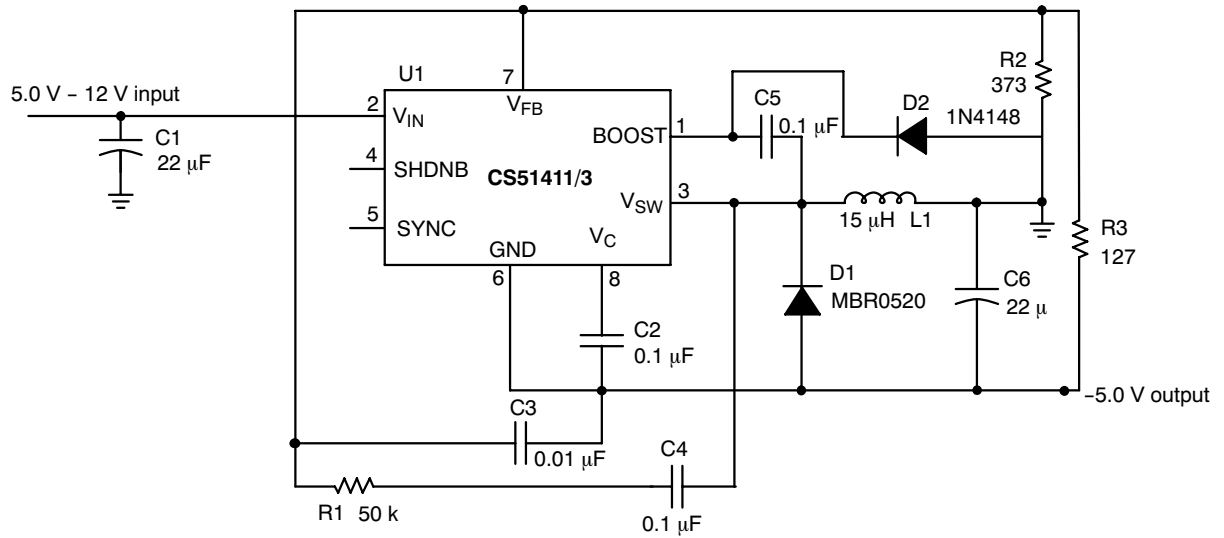 5.0 V – 12 V input
C1
22 μF
U1
7
VFB
2
VIN
4
SHDNB
5
SYNC
CS51411/3
BOOST
1
VSW
3
GND
6
VC
8
C5
0.1 μF
D2
1N4148
R2
373
15 μH L1
R3
127
D1
MBR0520
C6
22 μ
C2
0.1 μF
–5.0 V output
C3
0.01 μF
C4
0.1 μF
R1 50 k